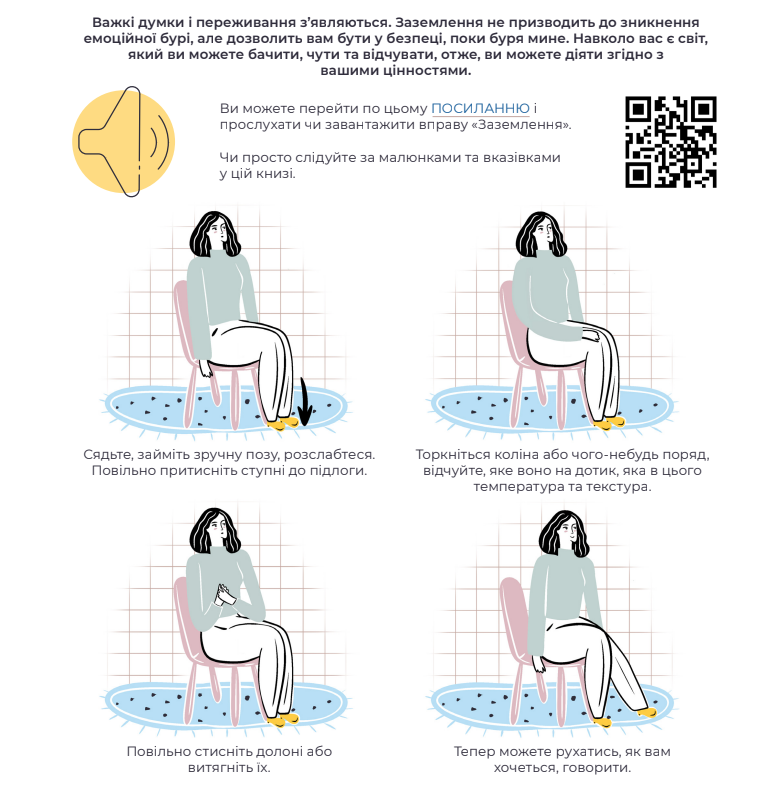 Важкі думки і переживання з’являються. Заземлення не призводить до зникнення
емоційної бурі, але дозволить вам бути у безпеці, поки буря мине. Навколо вас є світ,
який ви можете бачити, чути та відчувати, отже, ви можете діяти згідно з
вашими цінностями.
Ви можете перейти по цьому ПОСИЛАННЮ і
прослухати чи завантажити вправу «Заземлення».
Чи просто слідуйте за малюнками та вказівками
у цій книзі.
Сядьте, займіть зручну позу, розслабтеся.
Повільно притисніть ступні до підлоги.
Торкніться коліна або чого-небудь поряд,
відчуйте, яке воно на дотик, яка в цього
температура та текстура.
Повільно стисніть долоні або
витягніть їх.
Тепер можете рухатись, як вам
хочеться, говорити.